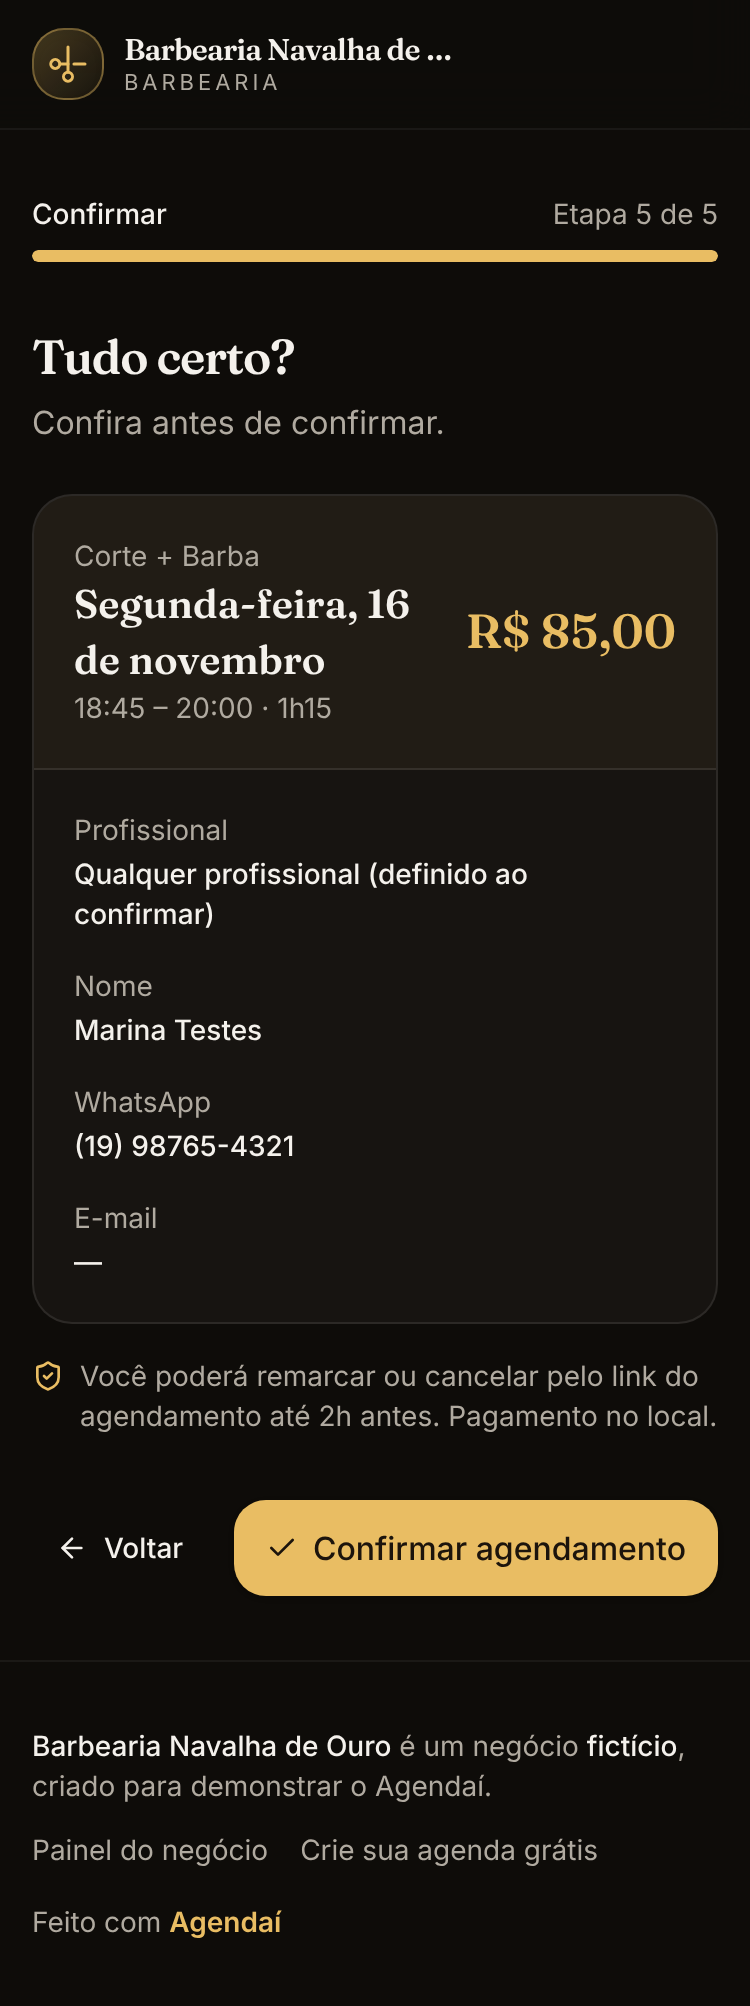 Barbearia Navalha de ...
BARBEARIA
Confirmar
Etapa 5 de 5
Tudo certo?
Confira antes de confirmar.
Corte + Barba
Segunda-feira, 16
de novembro
R$ 85,00
18:45 – 20:00 · 1h15
Profissional
Qualquer profissional (definido ao
confirmar)
Nome
Marina Testes
WhatsApp
(19) 98765-4321
E-mail
—
Você poderá remarcar ou cancelar pelo link do
agendamento até 2h antes. Pagamento no local.
Voltar
Confirmar agendamento
Barbearia Navalha de Ouro é um negócio fictício,
criado para demonstrar o Agendaí.
Painel do negócio
Crie sua agenda grátis
Feito com Agendaí